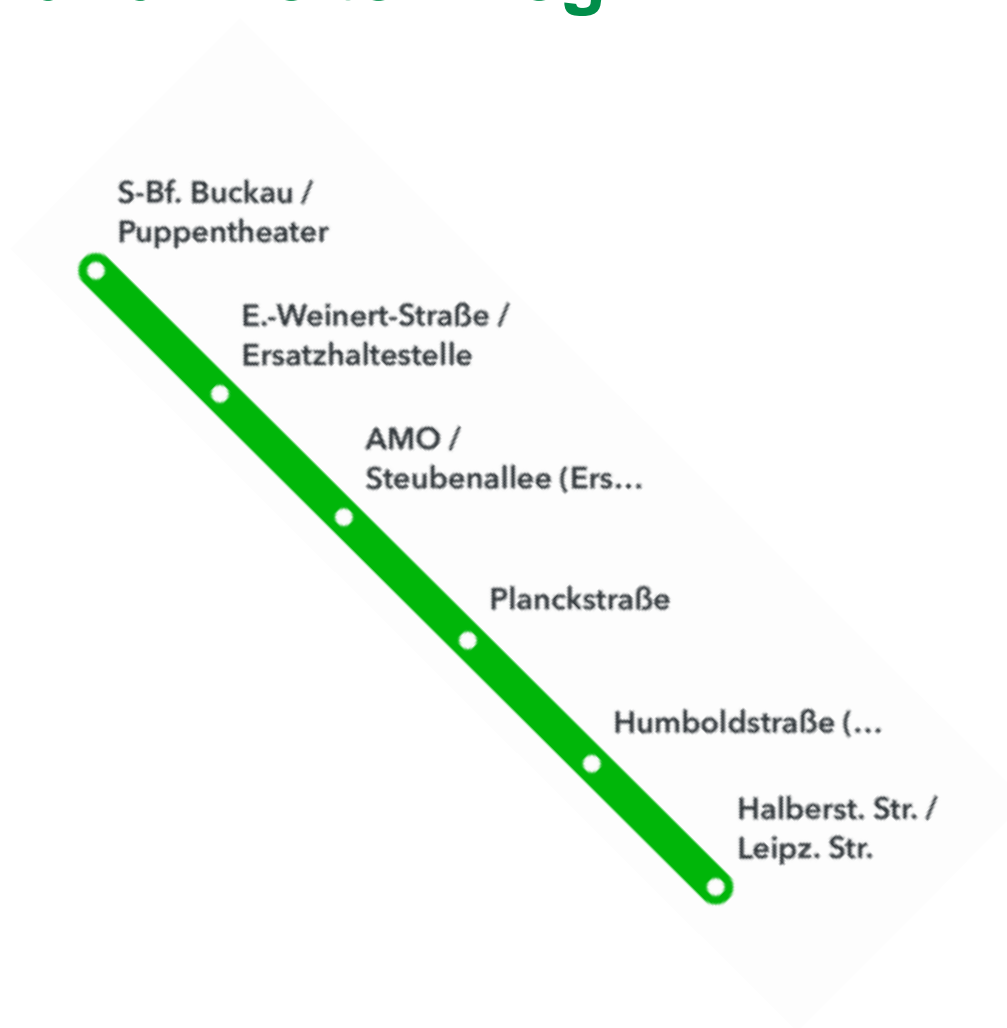 S-Bf. Buckau /
Puppentheater
E.-Weinert-Straße /
Ersatzhaltestelle
AMO /
Steubenallee (Ers...
Planckstraße
Humboldstraße (...
Halberst. Str. /
Leipz. Str.